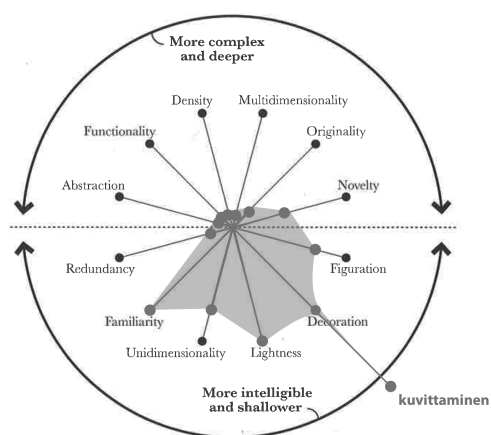 More complex
and deeper
Density
Multidimensionality
Functionality
Originality
Abstraction
Novelty
Redundancy
Figuration
Familiarity
Decoration
Unidimensionality
Lightness
kuvittaminen
More intelligible
and shallower